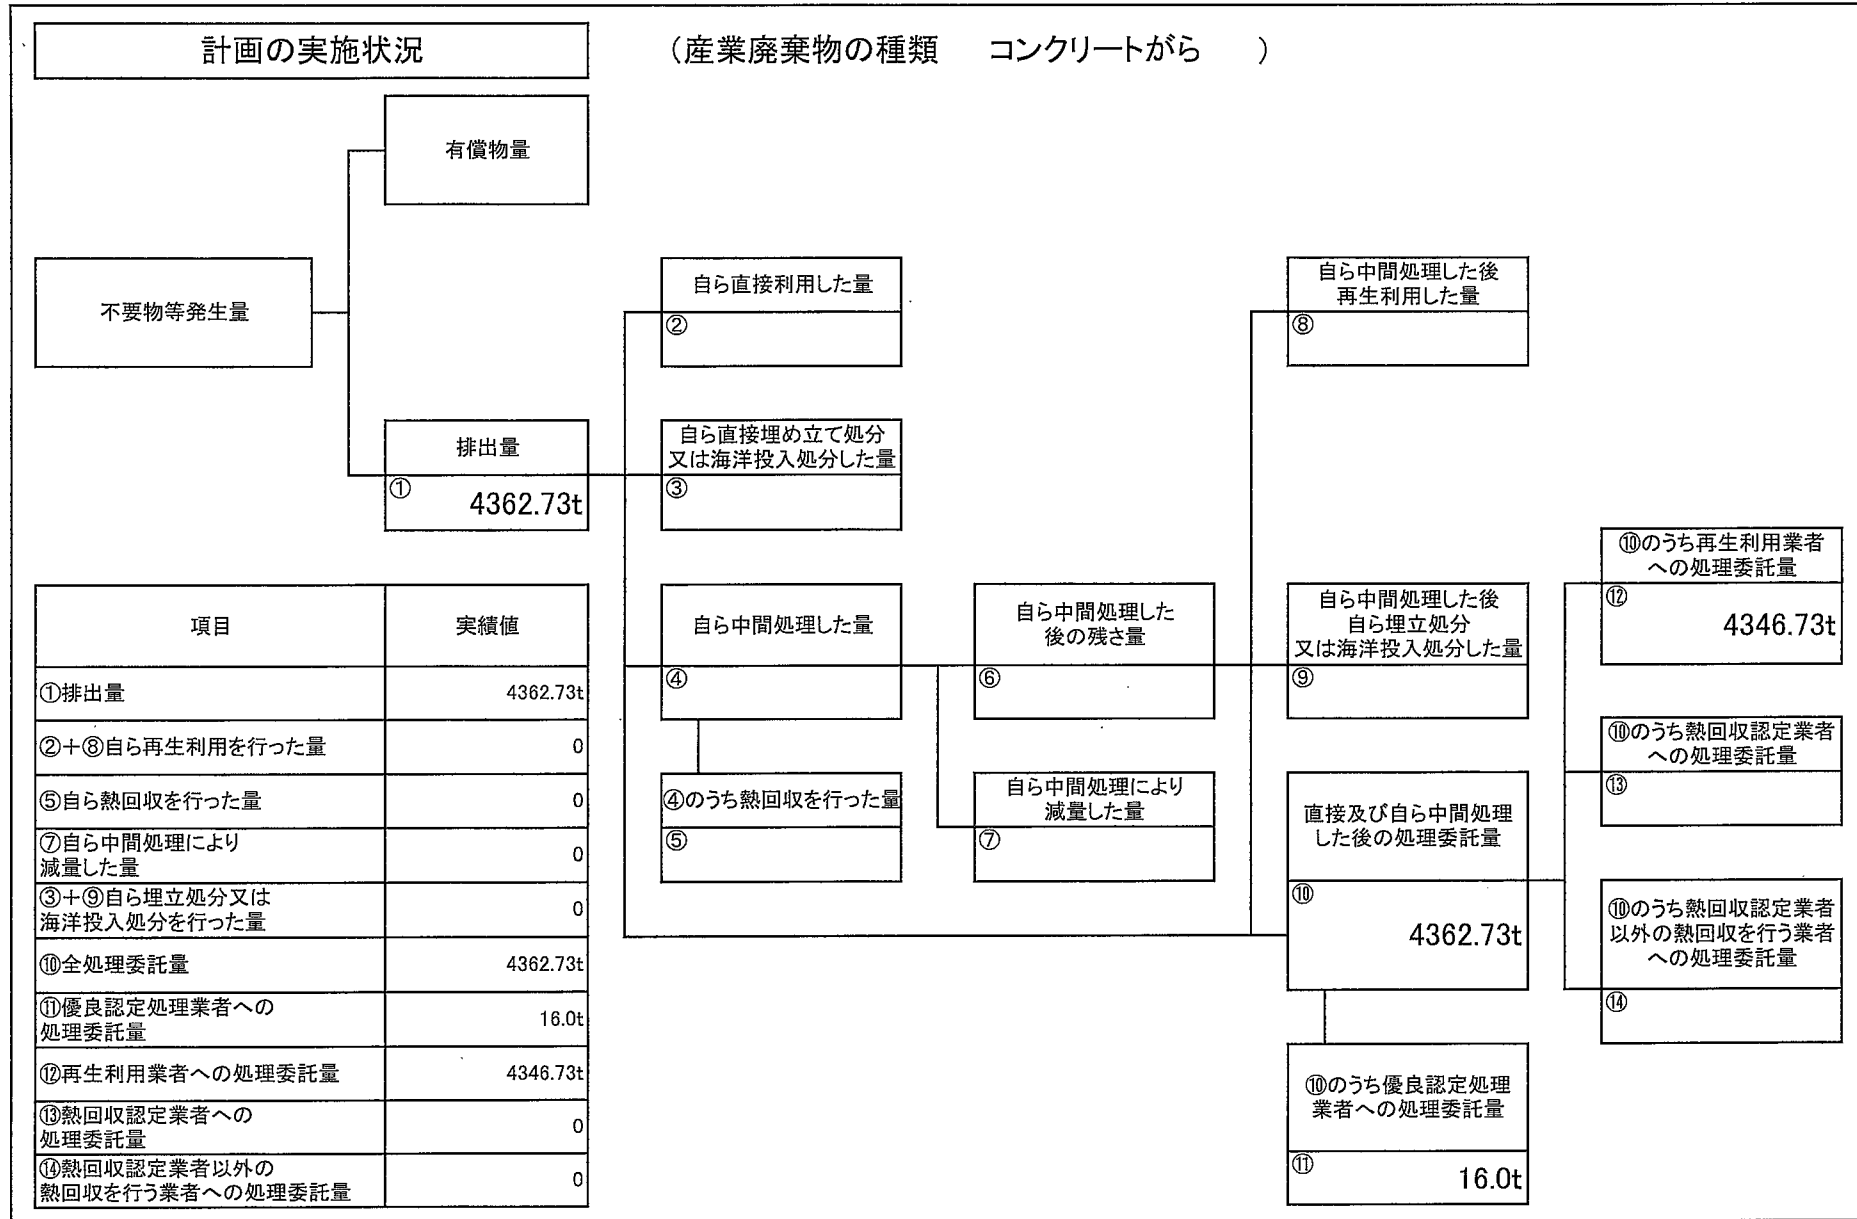 計画の実施状況
（産業廃棄物の種類　コンクリートがら　）
有償物量
不要物等発生量
排出量
①
4362.73t
自ら直接利用した量
②
自ら直接埋め立て処分
又は海洋投入処分した量
③
自ら中間処理した量
④
④のうち熱回収を行った量
⑤
自ら中間処理した
後の残さ量
⑥
自ら中間処理により
減量した量
⑦
自ら中間処理した後
再生利用した量
⑧
自ら中間処理した後
自ら埋立処分
又は海洋投入処分した量
⑨
直接及び自ら中間処理
した後の処理委託量
⑩
4362.73t
⑩のうち優良認定処理
業者への処理委託量
⑪
16.0t
⑩のうち再生利用業者
への処理委託量
⑫
4346.73t
⑩のうち熱回収認定業者
への処理委託量
⑬
⑩のうち熱回収認定業者
以外の熱回収を行う業者
への処理委託量
⑭
項目 実績値
①排出量 4362.73t
②＋⑧自ら再生利用を行った量 0
⑤自ら熱回収を行った量 0
⑦自ら中間処理により
減量した量 0
③＋⑨自ら埋立処分又は
海洋投入処分を行った量 0
⑩全処理委託量 4362.73t
⑪優良認定処理業者への
処理委託量 16.0t
⑫再生利用業者への処理委託量 4346.73t
⑬熱回収認定業者への
処理委託量 0
⑭熱回収認定業者以外の
熱回収を行う業者への処理委託量 0